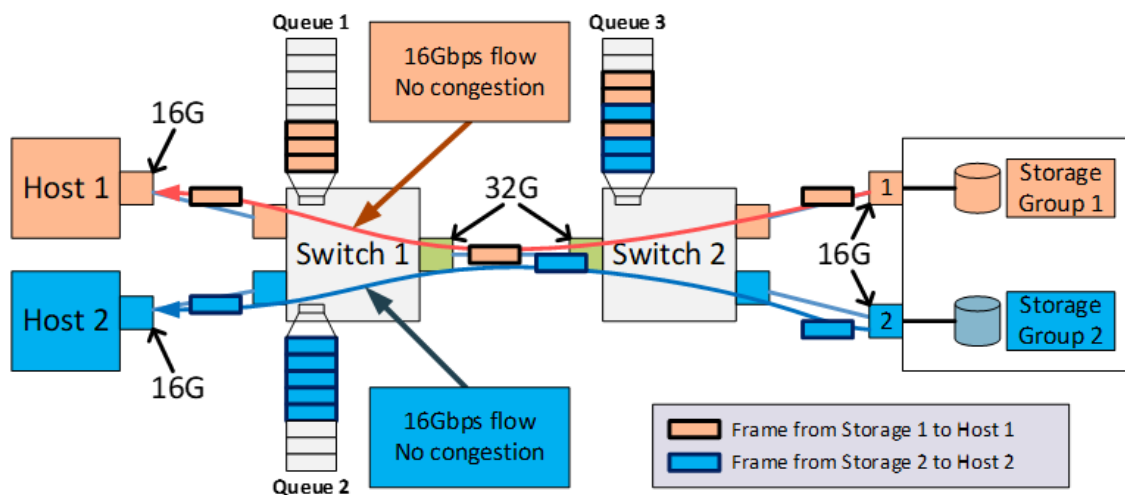 Queue 1
Queue 3
16Gbps flow
No congestion
16G
Host 1
32G
1
Storage
Group 1
Switch 1
Switch 2
16G
Host 2
2
Storage
Group 2
16G
16Gbps flow
No congestion
Frame from Storage 1 to Host 1
Frame from Storage 2 to Host 2
Queue 2